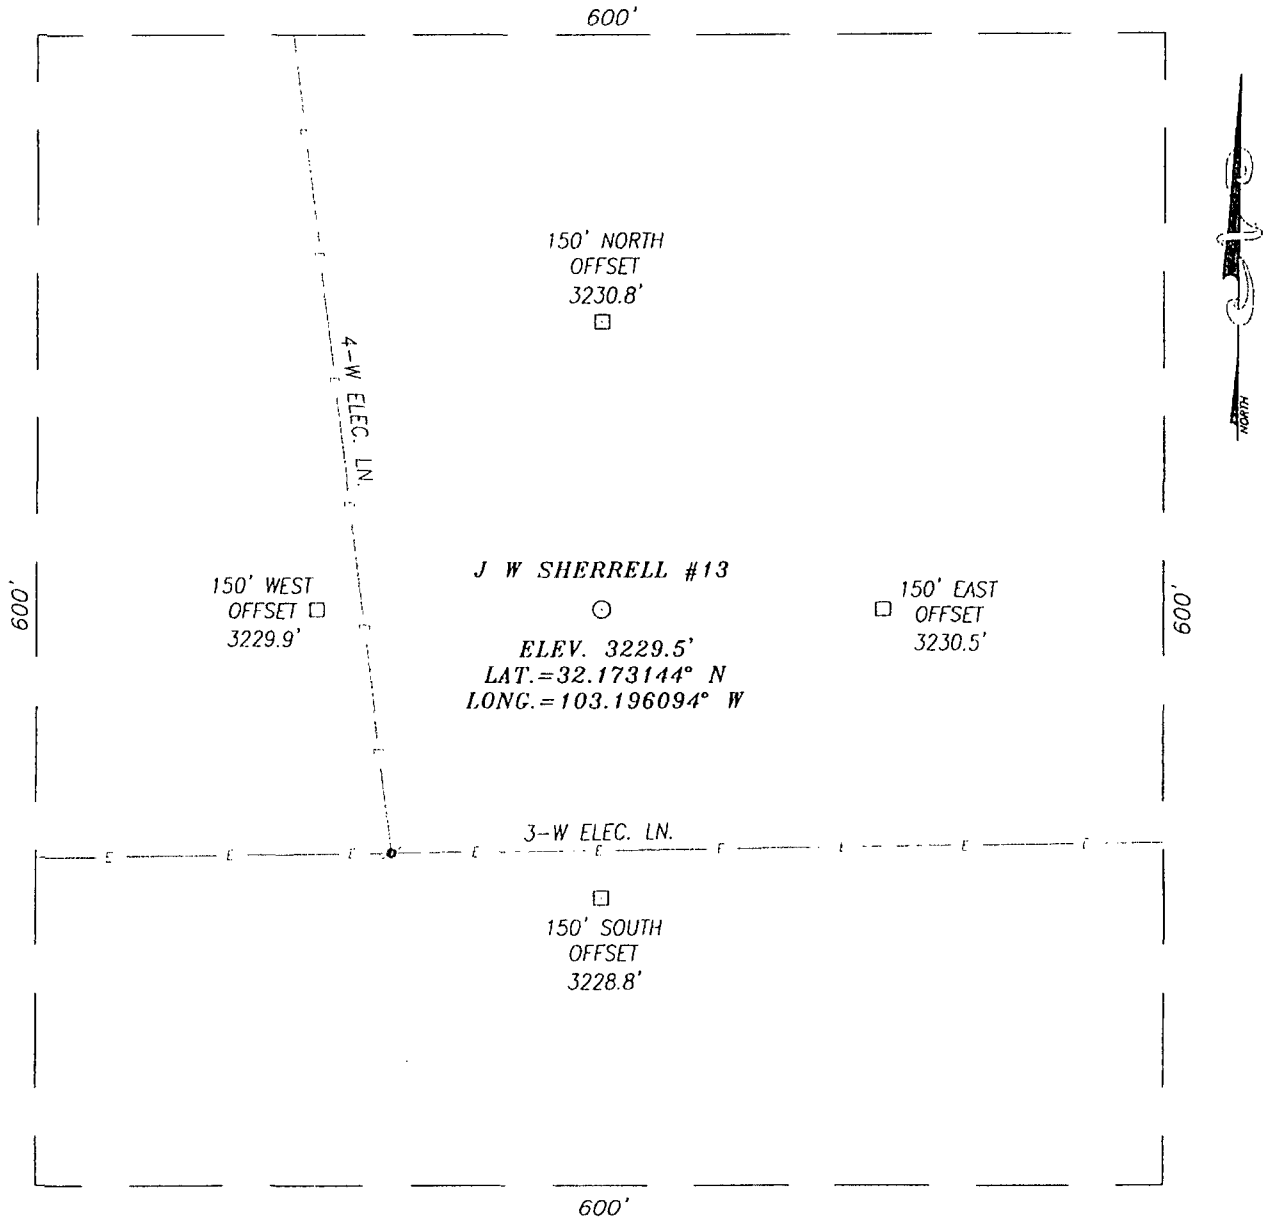 600'
150' NORTH
OFFSET
3230.8'
NORTH
4-W ELEC. LN.
600'
150' WEST
OFFSET
3229.9'
J W SHERRELL #13
ELEV. 3229.5'
LAT.=32.173144° N
LONG.=103.196094° W
150' EAST
OFFSET
3230.5'
600'
3-W ELEC. LN.
E E E E E E E E E
150' SOUTH
OFFSET
3228.8'
600'